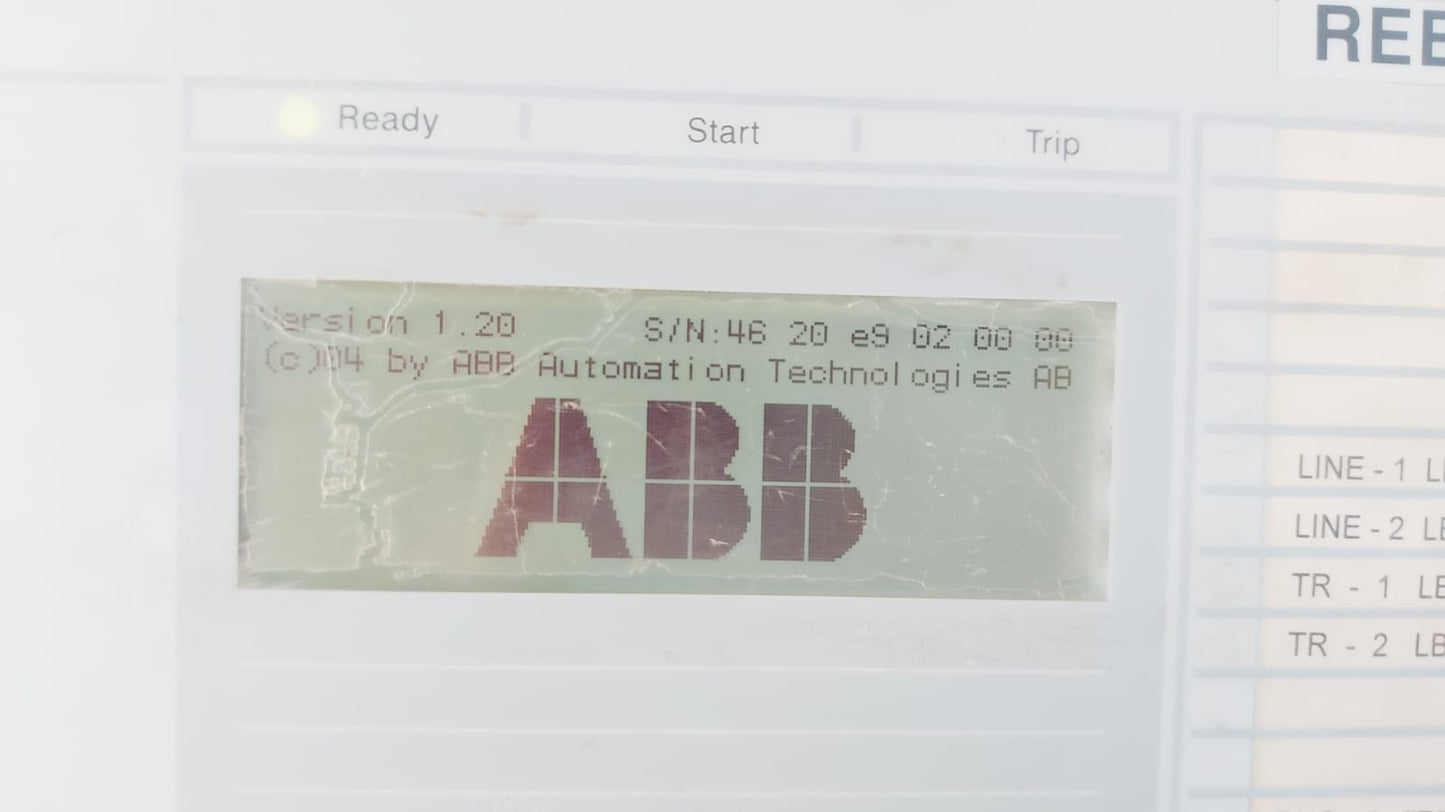 Ready Start Trip
Version 1.20 S/N:46 20 e9 02 00 00
(c)04 by ABB Automation Technologies AB
ABB
LINE - 1
LINE - 2
TR - 1
TR - 2